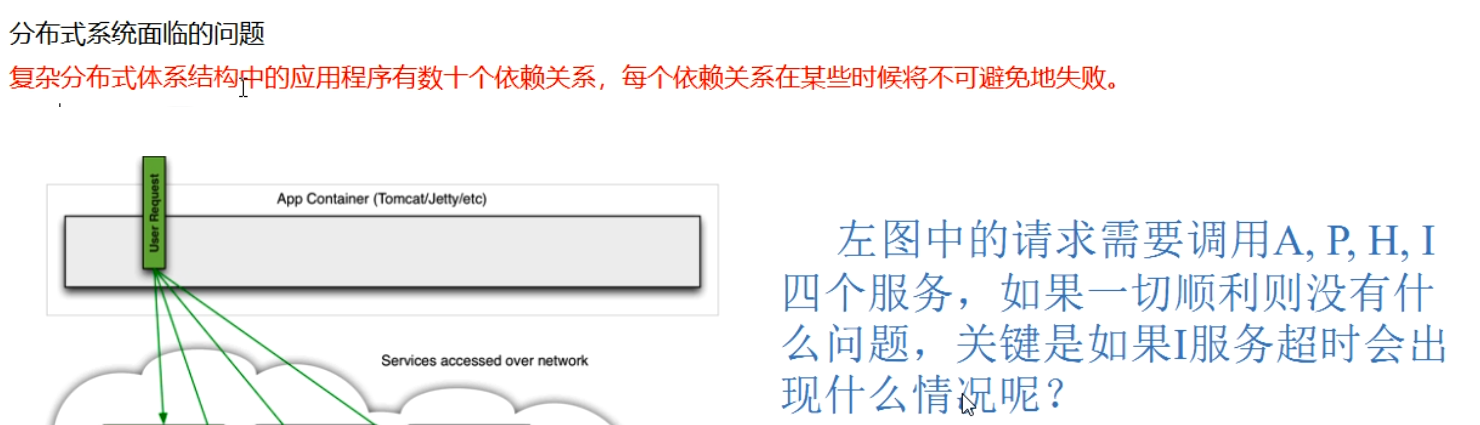 分布式系统面临的问题
复杂分布式体系结构中的应用程序有数十个依赖关系，每个依赖关系在某些时候将不可避免地失败。
User Request
App Container (Tomcat/Jetty/etc)
Services accessed over network
左图中的请求需要调用A, P, H, I
四个服务，如果一切顺利则没有什
么问题，关键是如果I服务超时会出
现什么情况呢？